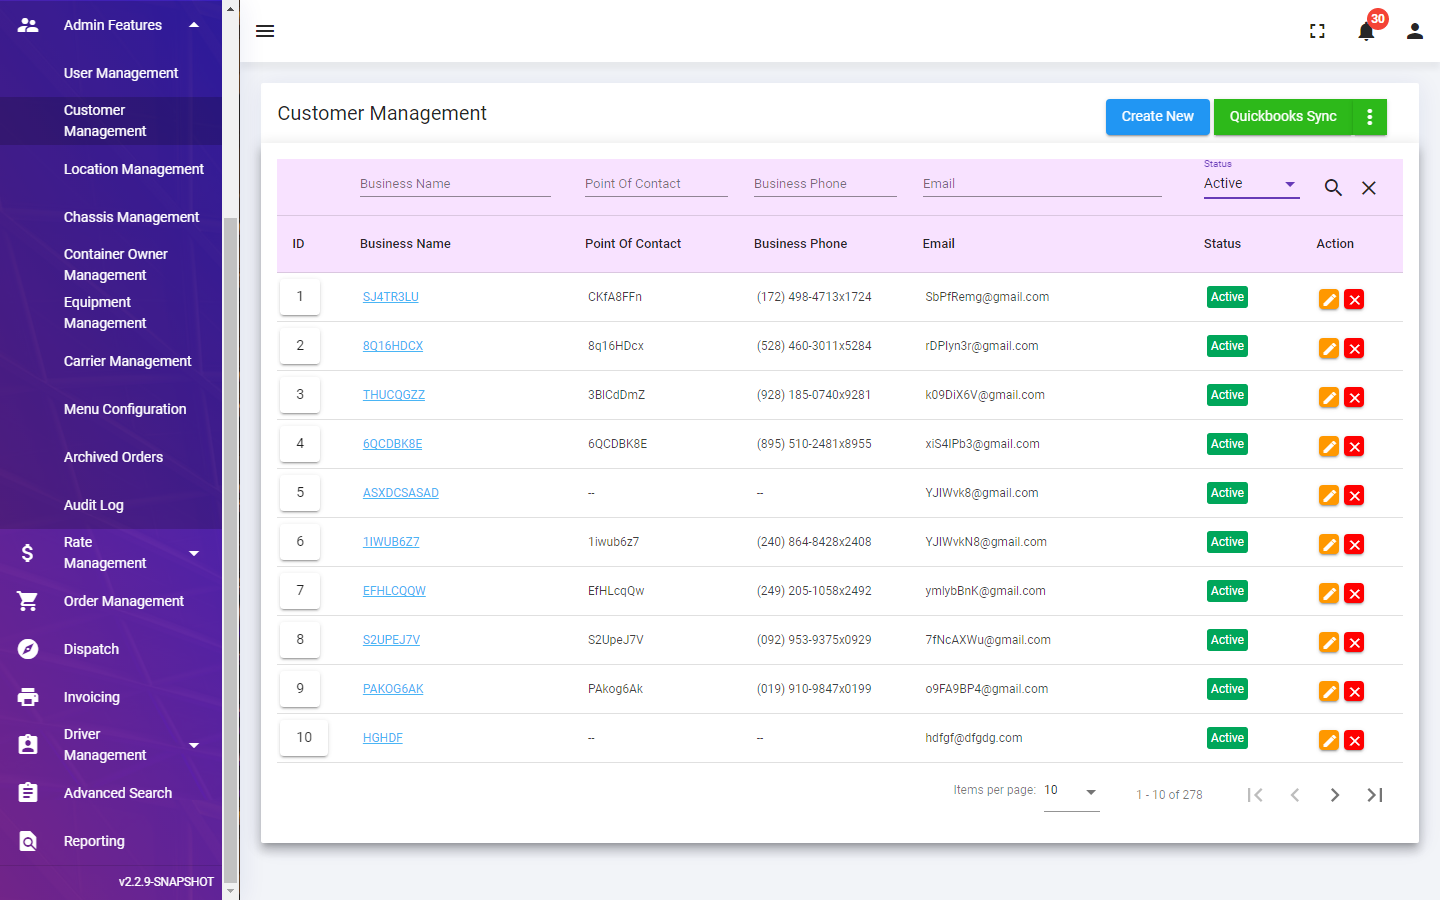 Admin Features
User Management
Customer
Management
Location Management
Chassis Management
Container Owner
Management
Equipment
Management
Carrier Management
Menu Configuration
Archived Orders
Audit Log
Rate
Management
Order Management
Dispatch
Invoicing
Driver
Management
Advanced Search
Reporting
v2.2.9-SNAPSHOT
30
Customer Management
Create New
Quickbooks Sync
Business Name Point Of Contact Business Phone Email Status Active
ID Business Name Point Of Contact Business Phone Email Status Action
1 SJ4TR3LU CKfA8FFn (172) 498-4713x1724 SbPfRemg@gmail.com Active
2 8Q16HDCX 8q16HDcx (528) 460-3011x5284 rDPIyn3r@gmail.com Active
3 THUCQGZZ 3BlCdDmZ (928) 185-0740x9281 k09DiX6V@gmail.com Active
4 6QCDBK8E 6QCDBK8E (895) 510-2481x8955 xiS4IPb3@gmail.com Active
5 ASXDCSASAD -- -- YJIWvk8@gmail.com Active
6 1IWUB6Z7 1iwub6z7 (240) 864-8428x2408 YJIWvkN8@gmail.com Active
7 EFHLCQQW EfHLcqQw (249) 205-1058x2492 ymlybBnK@gmail.com Active
8 S2UPEJ7V S2UpeJ7V (092) 953-9375x0929 7fNcAXWu@gmail.com Active
9 PAKOG6AK PAkog6Ak (019) 910-9847x0199 o9FA9BP4@gmail.com Active
10 HGHDF -- -- hdfgf@dfgdg.com Active
Items per page: 10 1 - 10 of 278